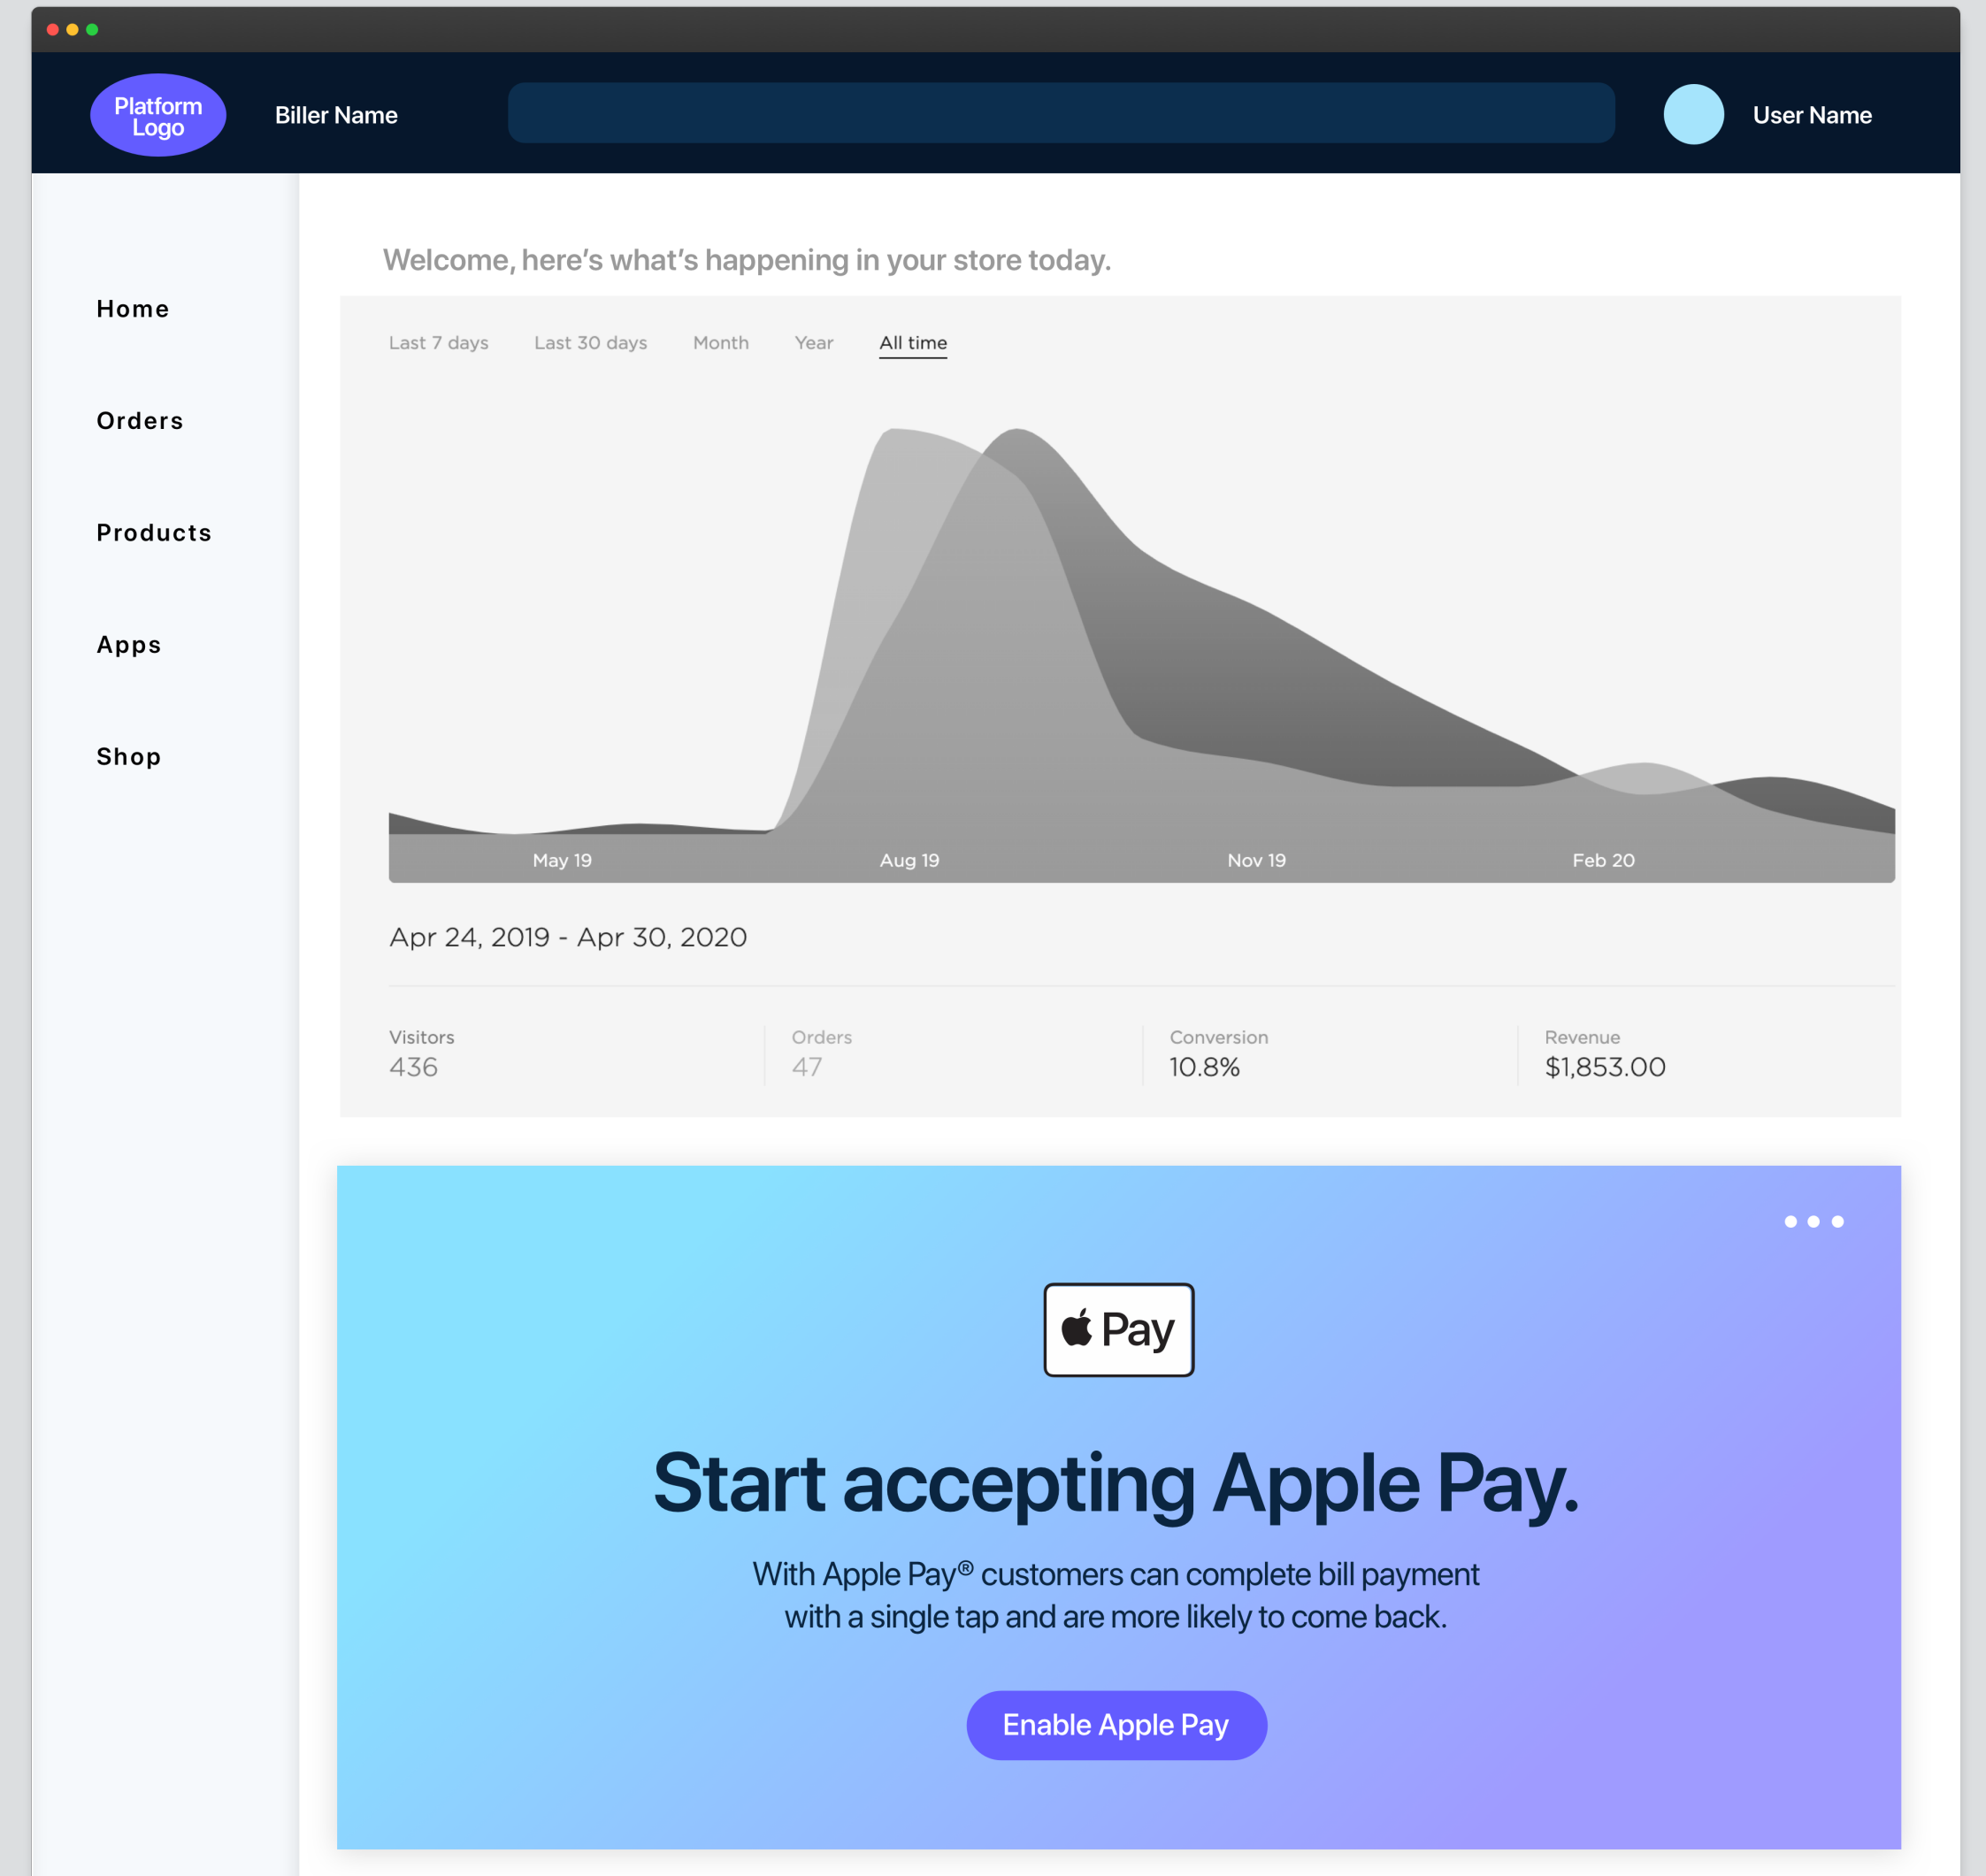 Platform
Logo
Biller Name
User Name
Home
Orders
Products
Apps
Shop
Welcome, here’s what’s happening in your store today.
Last 7 days Last 30 days Month Year All time
May 19 Aug 19 Nov 19 Feb 20
Apr 24, 2019 - Apr 30, 2020
Visitors Orders Conversion Revenue
436 47 10.8% $1,853.00
Pay
Start accepting Apple Pay.
With Apple Pay® customers can complete bill payment
with a single tap and are more likely to come back.
Enable Apple Pay